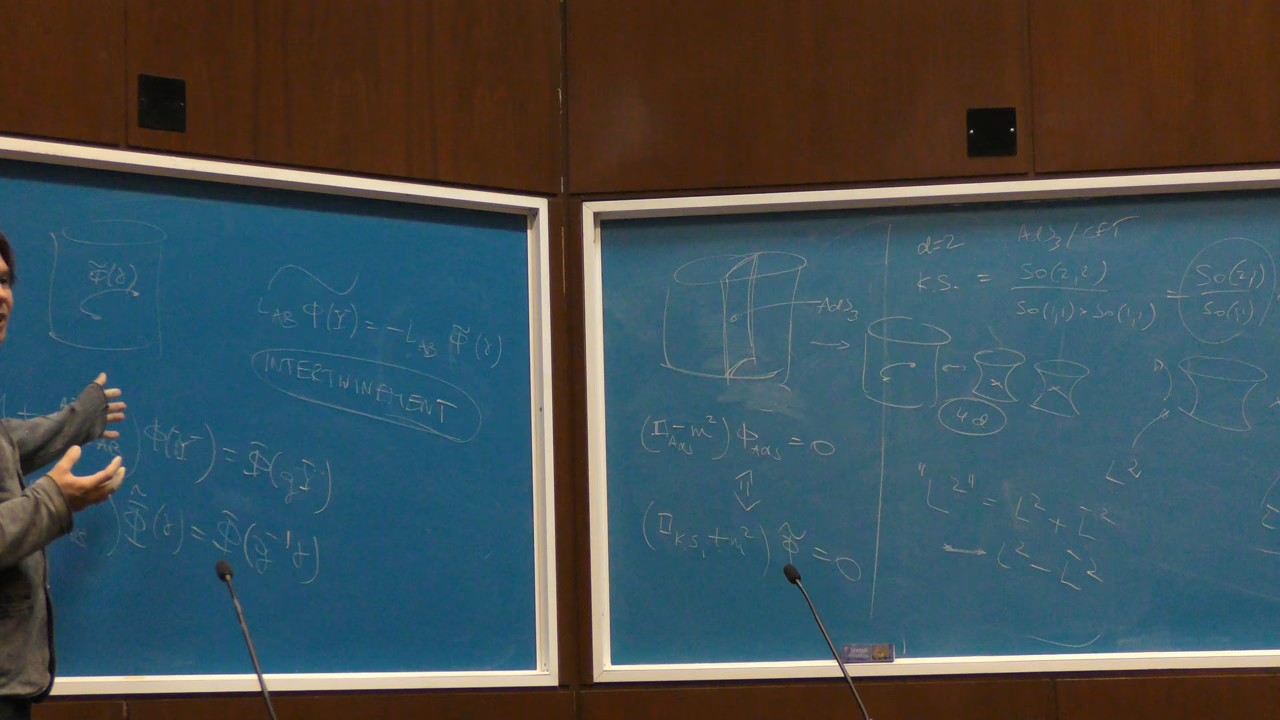 Φ̃(γ)
L_AB Φ(Y) = -L_AB Φ̃(γ)
INTERTWINEMENT
Φ(Y)) = Φ(g Y)
) Φ̃(γ) = Φ̃(g⁻¹γ)
AdS₃
(□_AdS - m²) Φ_AdS = 0
⇕
(□_K.S. + m²) Φ̃ = 0
d=2 AdS₃/CFT
K.S. = SO(2,2) / SO(1,1) × SO(1,1) = SO(2,1) / SO(1,1)
4d
L²
"L²" = L² + L̄²
→ L² - L̄²